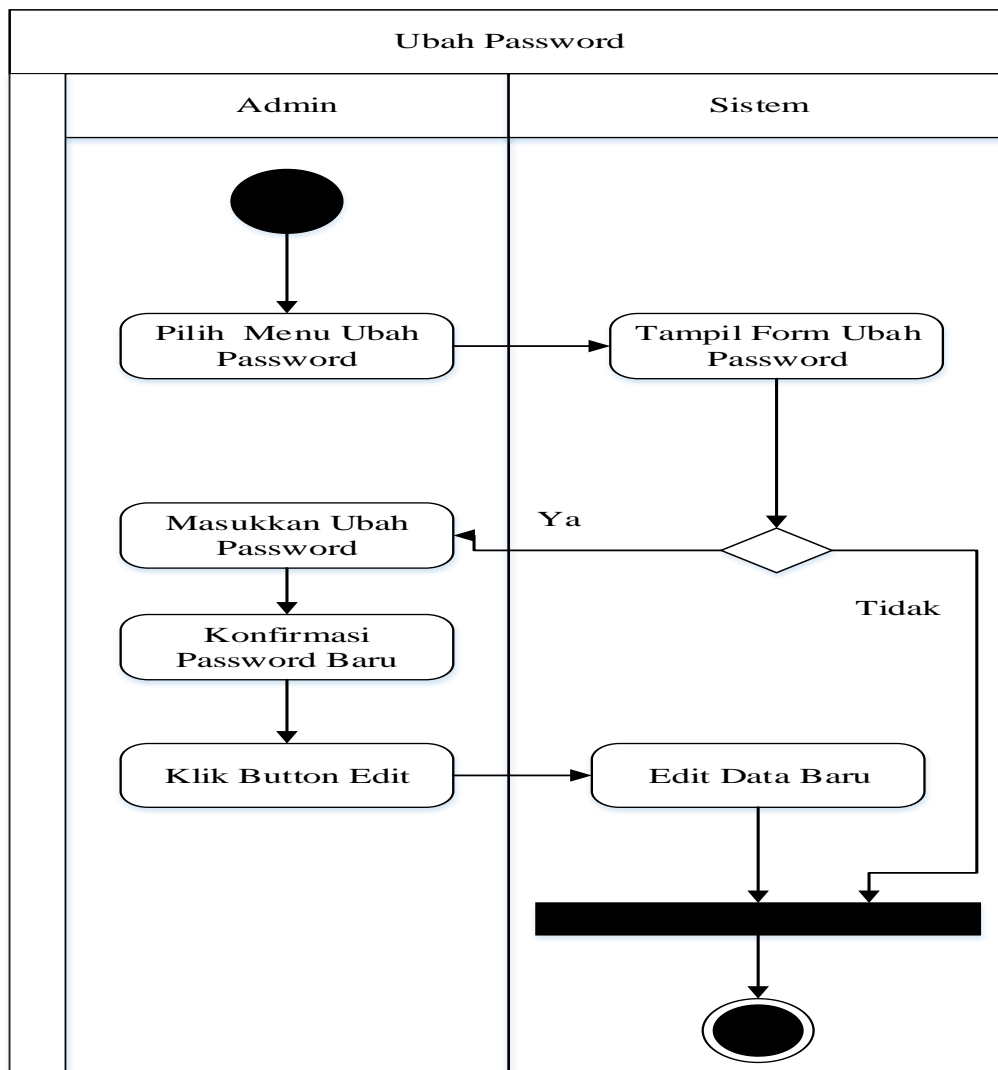 Ubah Password
Admin
Sistem
Pilih Menu Ubah
Password
Tampil Form Ubah
Password
Masukkan Ubah
Password
Ya
Tidak
Konfirmasi
Password Baru
Klik Button Edit
Edit Data Baru